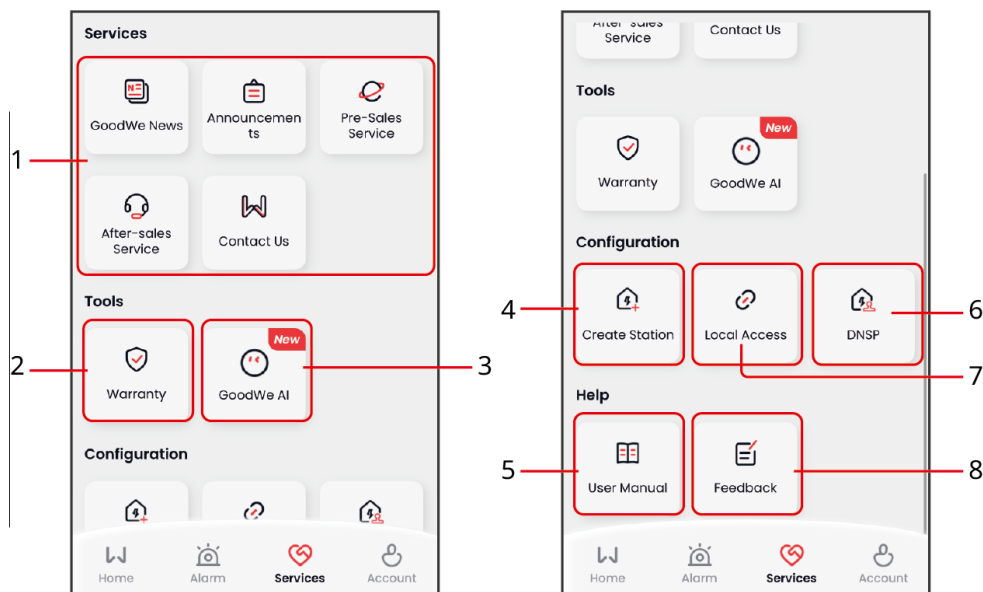 Services
GoodWe News
Announcemen
ts
Pre-Sales
Service
1
After-sales
Service
Contact Us
Tools
New
2
Warranty
GoodWe AI
3
Configuration
Home
Alarm
Services
Account
After-sales
Service
Contact Us
Tools
New
Warranty
GoodWe AI
Configuration
4
Create Station
Local Access
DNSP
6
7
Help
5
User Manual
Feedback
8
Home
Alarm
Services
Account